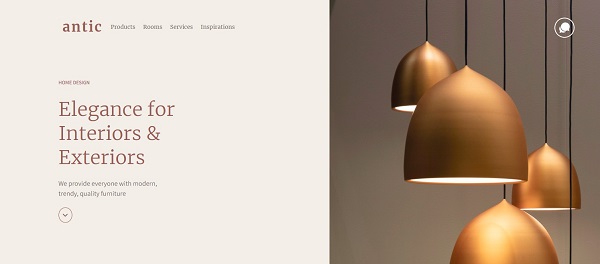 antic
Products Rooms Services Inspirations
HOME DESIGN
Elegance for
Interiors &
Exteriors
We provide everyone with modern,
trendy, quality furniture